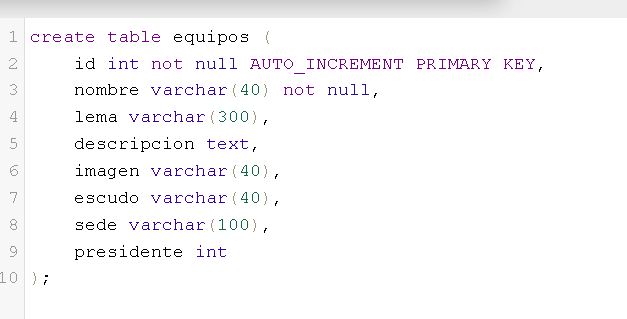 1 create table equipos (
2 id int not null AUTO_INCREMENT PRIMARY KEY,
3 nombre varchar(40) not null,
4 lema varchar(300),
5 descripcion text,
6 imagen varchar(40),
7 escudo varchar(40),
8 sede varchar(100),
9 presidente int
10 );